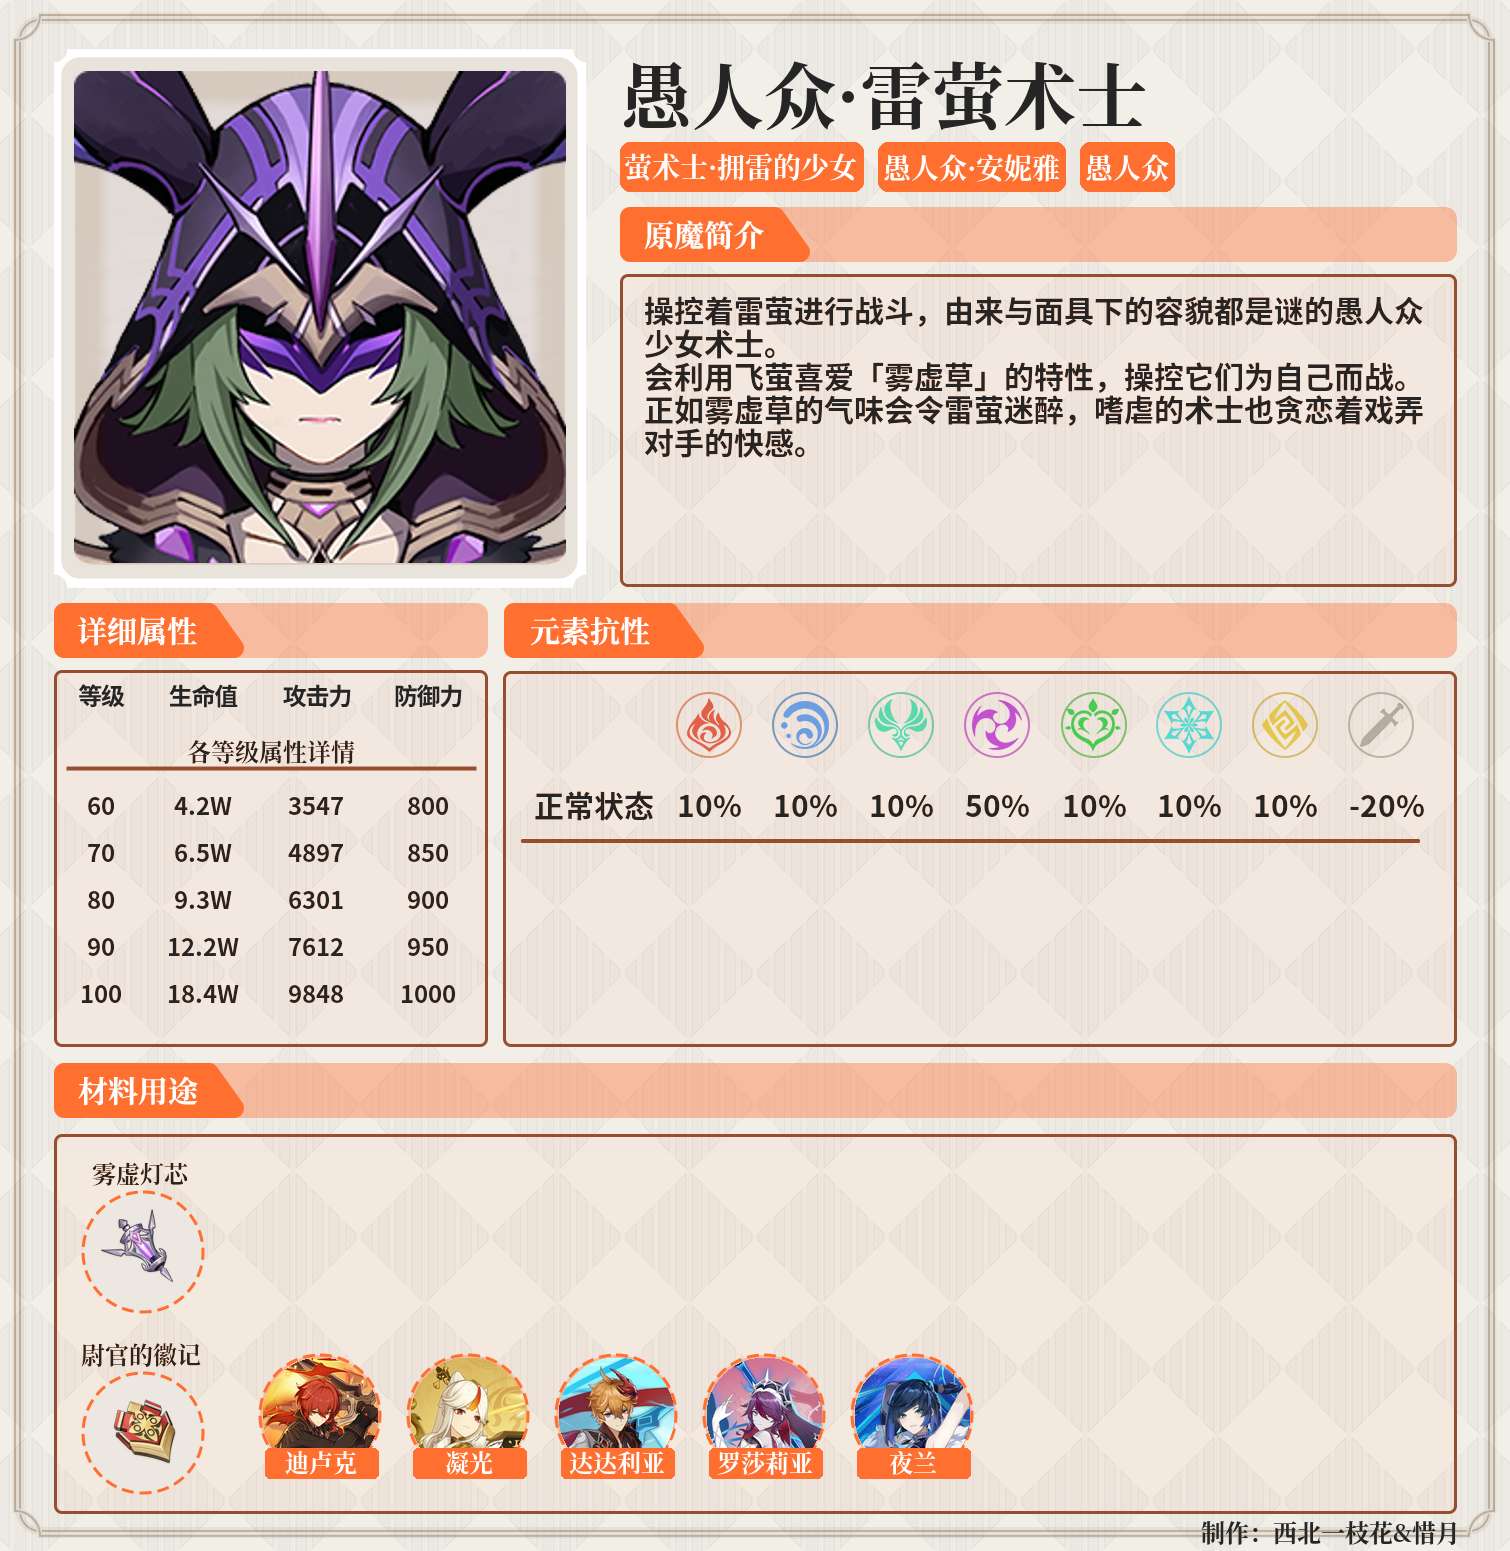 愚人众·雷萤术士
萤术士·拥雷的少女 愚人众·安妮雅 愚人众
原魔简介
操控着雷萤进行战斗，由来与面具下的容貌都是谜的愚人众
少女术士。
会利用飞萤喜爱「雾虚草」的特性，操控它们为自己而战。
正如雾虚草的气味会令雷萤迷醉，嗜虐的术士也贪恋着戏弄
对手的快感。
详细属性
等级 生命值 攻击力 防御力
各等级属性详情
60 4.2W 3547 800
70 6.5W 4897 850
80 9.3W 6301 900
90 12.2W 7612 950
100 18.4W 9848 1000
元素抗性
正常状态 10% 10% 10% 50% 10% 10% 10% -20%
材料用途
雾虚灯芯
尉官的徽记
迪卢克 凝光 达达利亚 罗莎莉亚 夜兰
制作：西北一枝花&惜月